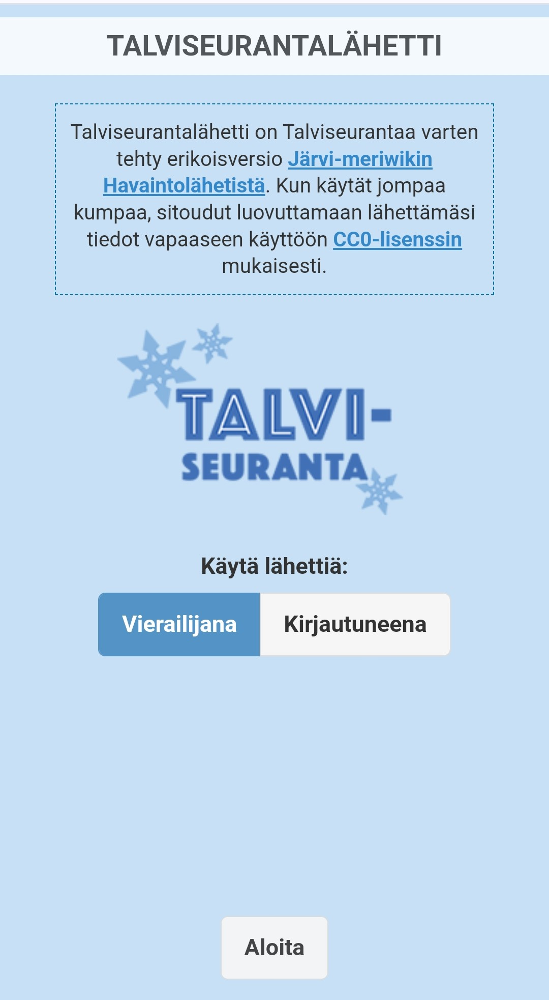 TALVISEURANTALÄHETTI
Talviseurantalähetti on Talviseurantaa varten
tehty erikoisversio Järvi-meriwikin
Havaintolähetistä. Kun käytät jompaa
kumpaa, sitoudut luovuttamaan lähettämäsi
tiedot vapaaseen käyttöön CC0-lisenssin
mukaisesti.
TALVI-
SEURANTA
Käytä lähettiä:
Vierailijana Kirjautuneena
Aloita